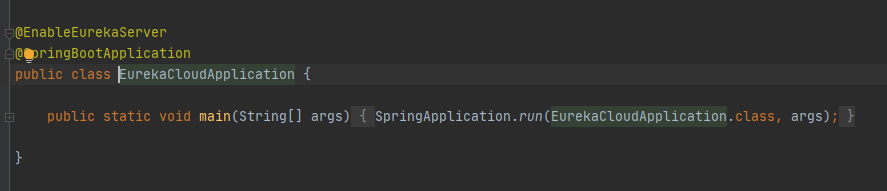 @EnableEurekaServer
@SpringBootApplication
public class EurekaCloudApplication {
public static void main(String[] args) { SpringApplication.run(EurekaCloudApplication.class, args); }
}